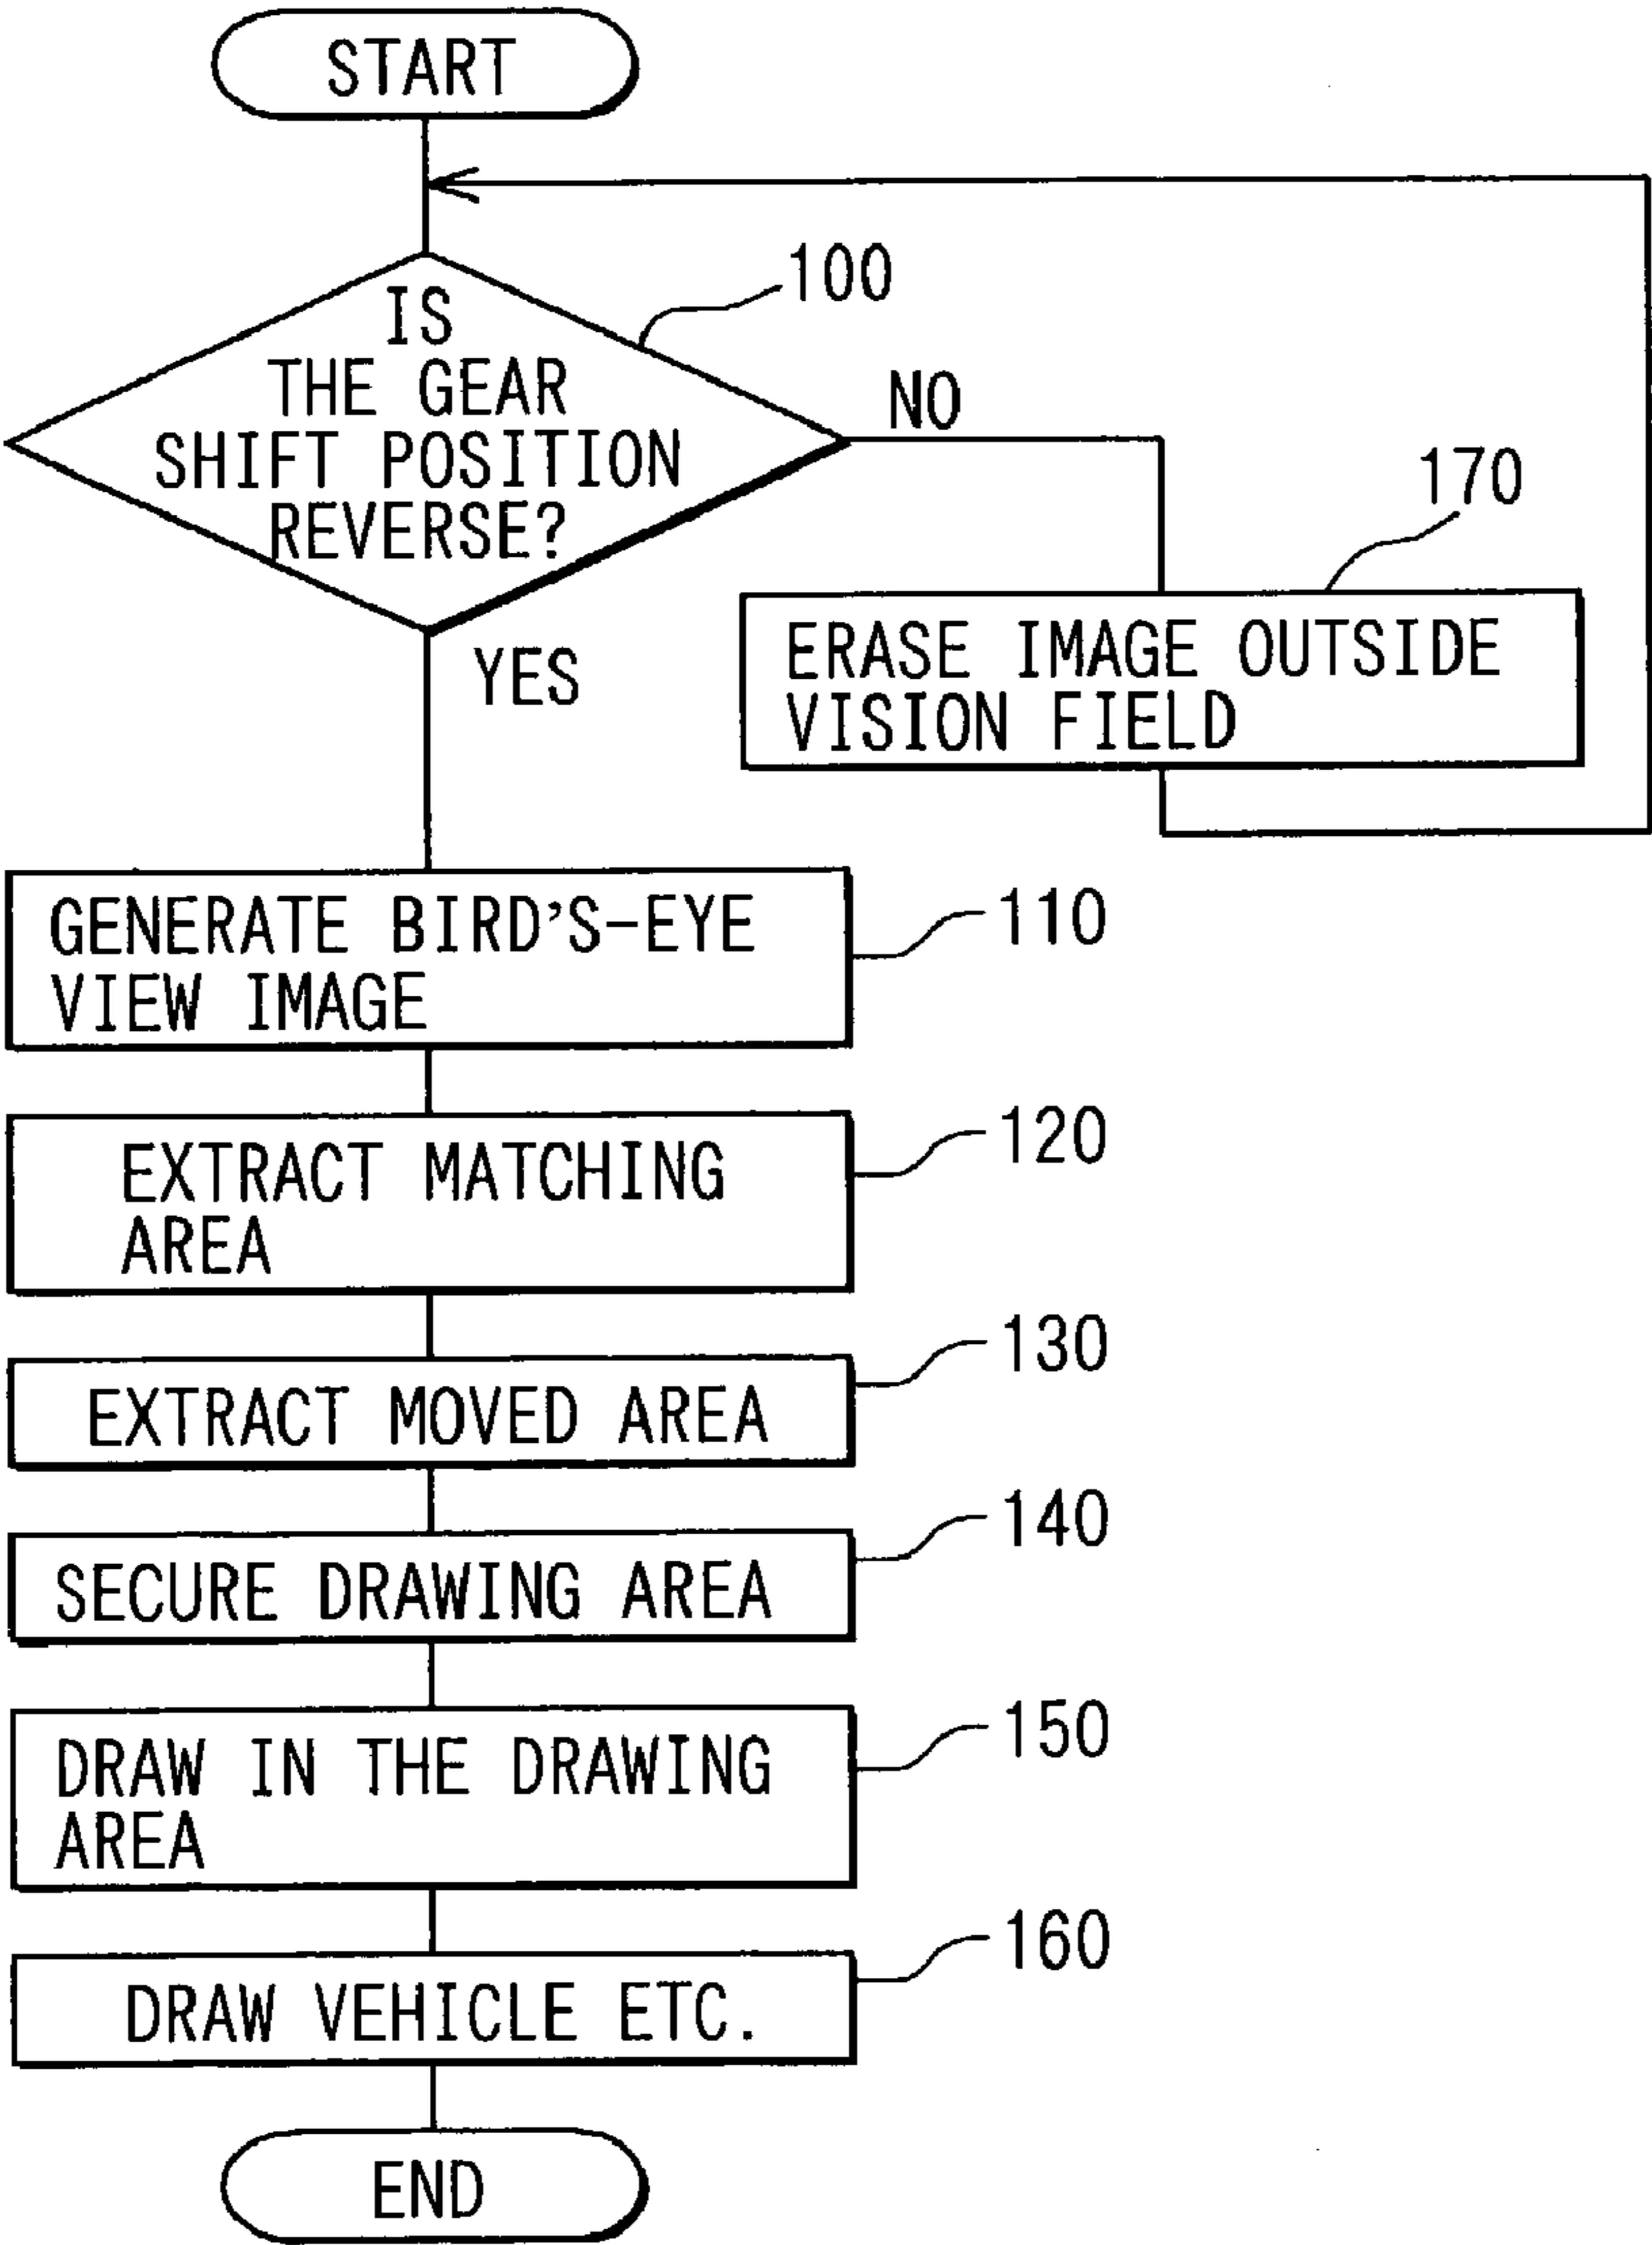 START
100
IS
THE GEAR
SHIFT POSITION
REVERSE?
NO
170
ERASE IMAGE OUTSIDE
VISION FIELD
YES
GENERATE BIRD'S-EYE
VIEW IMAGE
110
EXTRACT MATCHING
AREA
120
EXTRACT MOVED AREA
130
SECURE DRAWING AREA
140
DRAW IN THE DRAWING
AREA
150
DRAW VEHICLE ETC.
160
END